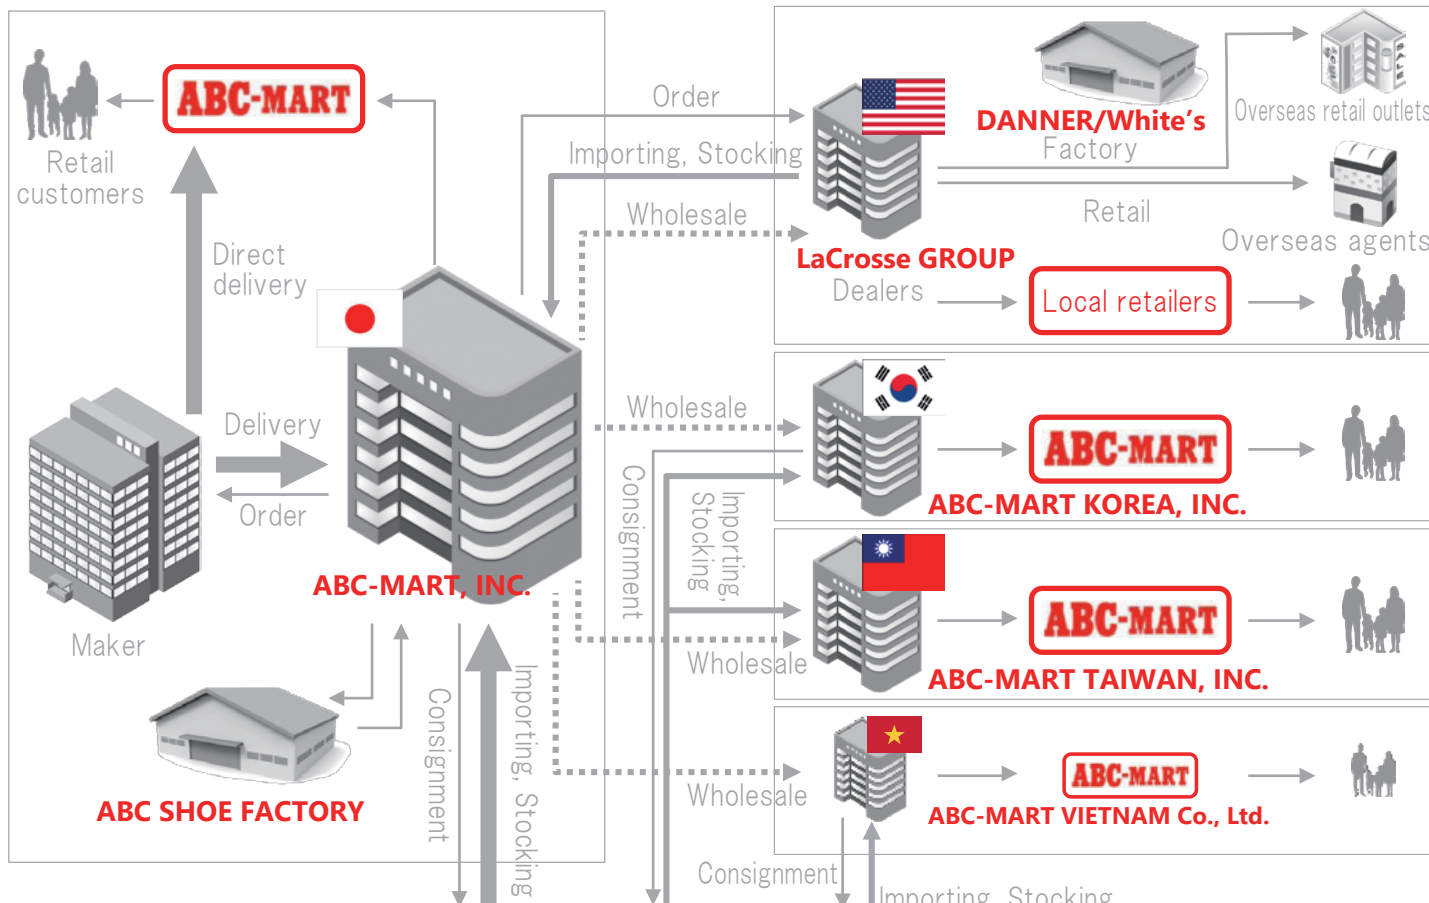 ABC-MART
Retail
customers
Direct
delivery
Delivery
Order
Maker
ABC-MART, INC.
ABC SHOE FACTORY
Consignment
Importing, Stocking
Order
Importing, Stocking
Wholesale
LaCrosse GROUP
Dealers
DANNER/White's
Factory
Retail
Overseas retail outlets
Overseas agents
Local retailers
Wholesale
Consignment
Importing,
Stocking
ABC-MART
ABC-MART KOREA, INC.
Wholesale
ABC-MART
ABC-MART TAIWAN, INC.
Wholesale
ABC-MART
ABC-MART VIETNAM Co., Ltd.
Consignment
Importing, Stocking